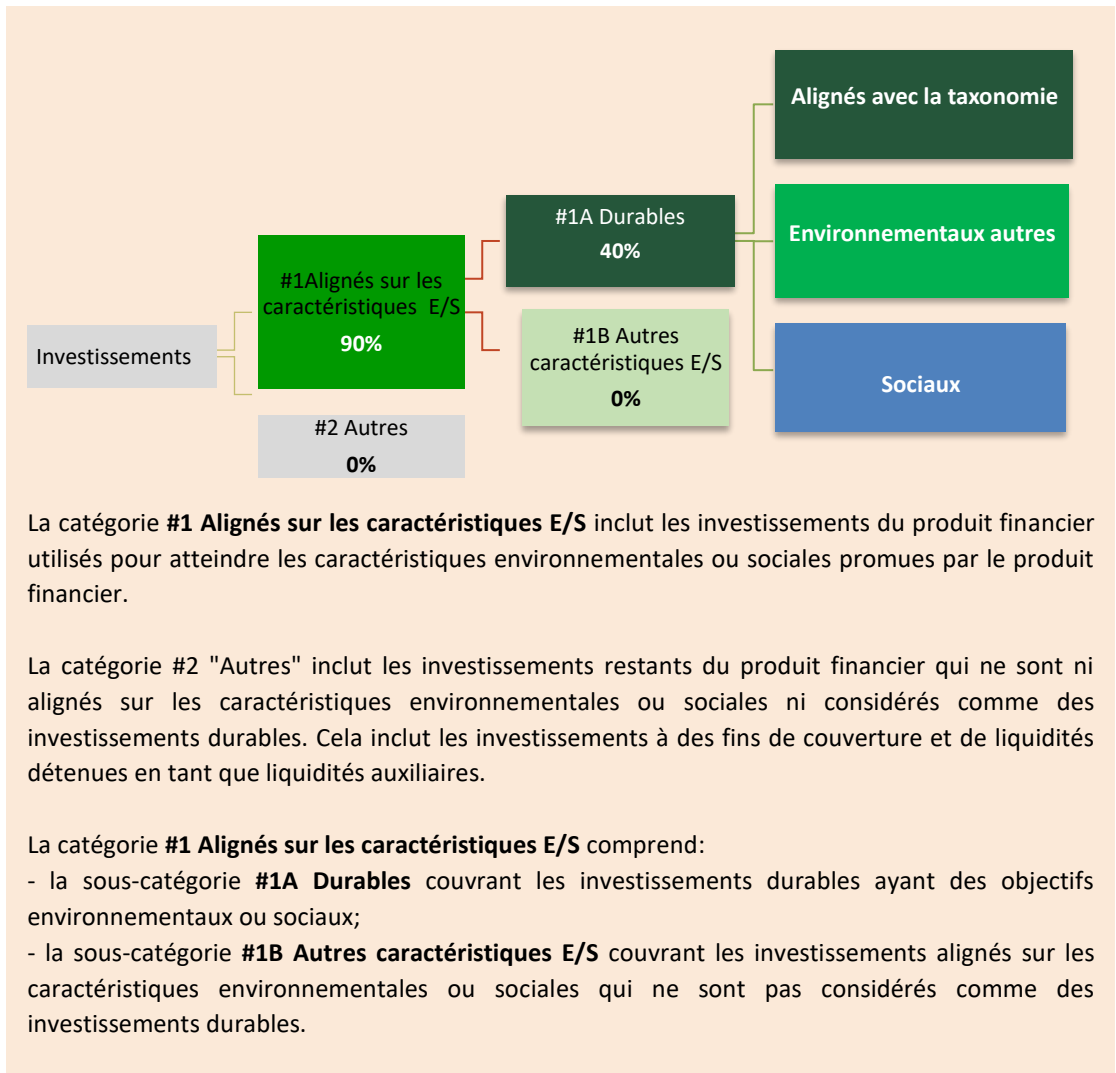 Alignés avec la taxonomie
#1A Durables
40%
Environnementaux autres
#1Alignés sur les
caractéristiques E/S
90%
#1B Autres
caractéristiques E/S
0%
Investissements
Sociaux
#2 Autres
0%
La catégorie #1 Alignés sur les caractéristiques E/S inclut les investissements du produit financier
utilisés pour atteindre les caractéristiques environnementales ou sociales promues par le produit
financier.
La catégorie #2 "Autres" inclut les investissements restants du produit financier qui ne sont ni
alignés sur les caractéristiques environnementales ou sociales ni considérés comme des
investissements durables. Cela inclut les investissements à des fins de couverture et de liquidités
détenues en tant que liquidités auxiliaires.
La catégorie #1 Alignés sur les caractéristiques E/S comprend:
- la sous-catégorie #1A Durables couvrant les investissements durables ayant des objectifs
environnementaux ou sociaux;
- la sous-catégorie #1B Autres caractéristiques E/S couvrant les investissements alignés sur les
caractéristiques environnementales ou sociales qui ne sont pas considérés comme des
investissements durables.